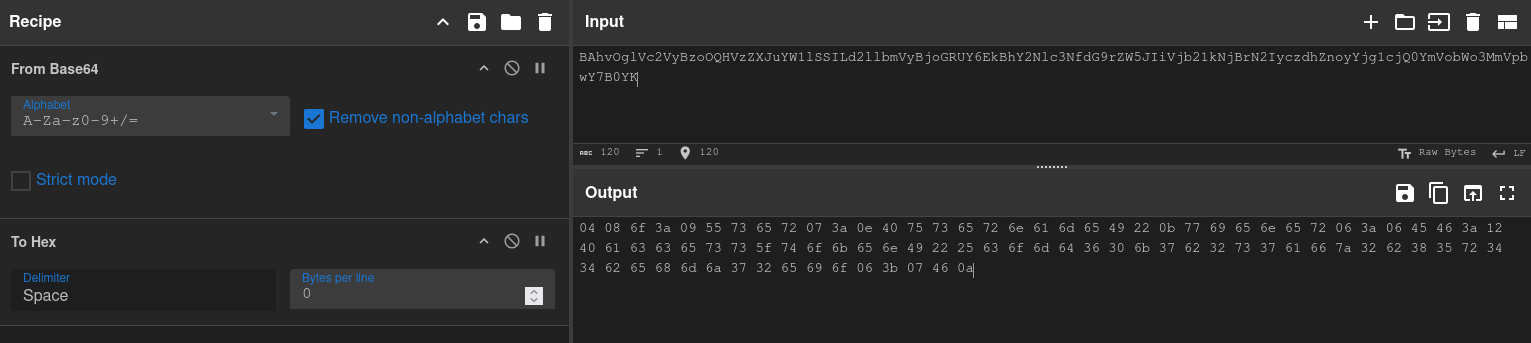 Recipe
From Base64
Alphabet
A-Za-z0-9+/=
Remove non-alphabet chars
Strict mode
To Hex
Delimiter
Space
Bytes per line
0
Input
BAhvOglVc2VyBzoOQHVzZXJuYW1lSSILd2llbmVyBjoGRUY6EkBhY2Nlc3NfdG9rZW5JIiVjb21kNjBrN2IyczdhZnoyYjg1cjQ0YmVobWo3MmVpb
wY7B0YK
ABC 120
1
120
Raw Bytes
LF
Output
04 08 6f 3a 09 55 73 65 72 07 3a 0e 40 75 73 65 72 6e 61 6d 65 49 22 0b 77 69 65 6e 65 72 06 3a 06 45 46 3a 12
40 61 63 63 65 73 73 5f 74 6f 6b 65 6e 49 22 25 63 6f 6d 64 36 30 6b 37 62 32 73 37 61 66 7a 32 62 38 35 72 34
34 62 65 68 6d 6a 37 32 65 69 6f 06 3b 07 46 0a